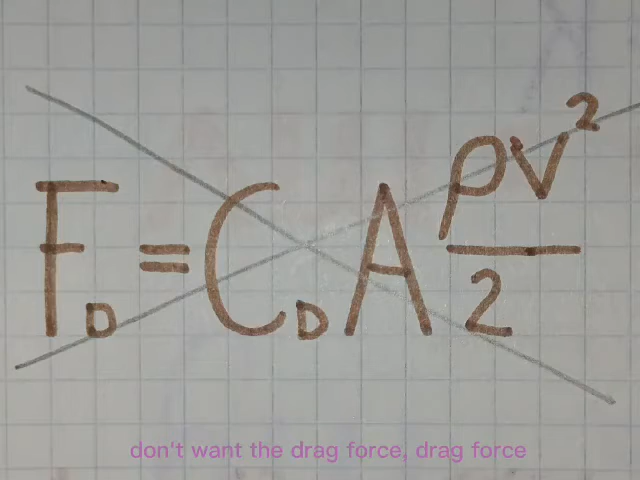 F_D = C_D A ρv²/2
don't want the drag force, drag force